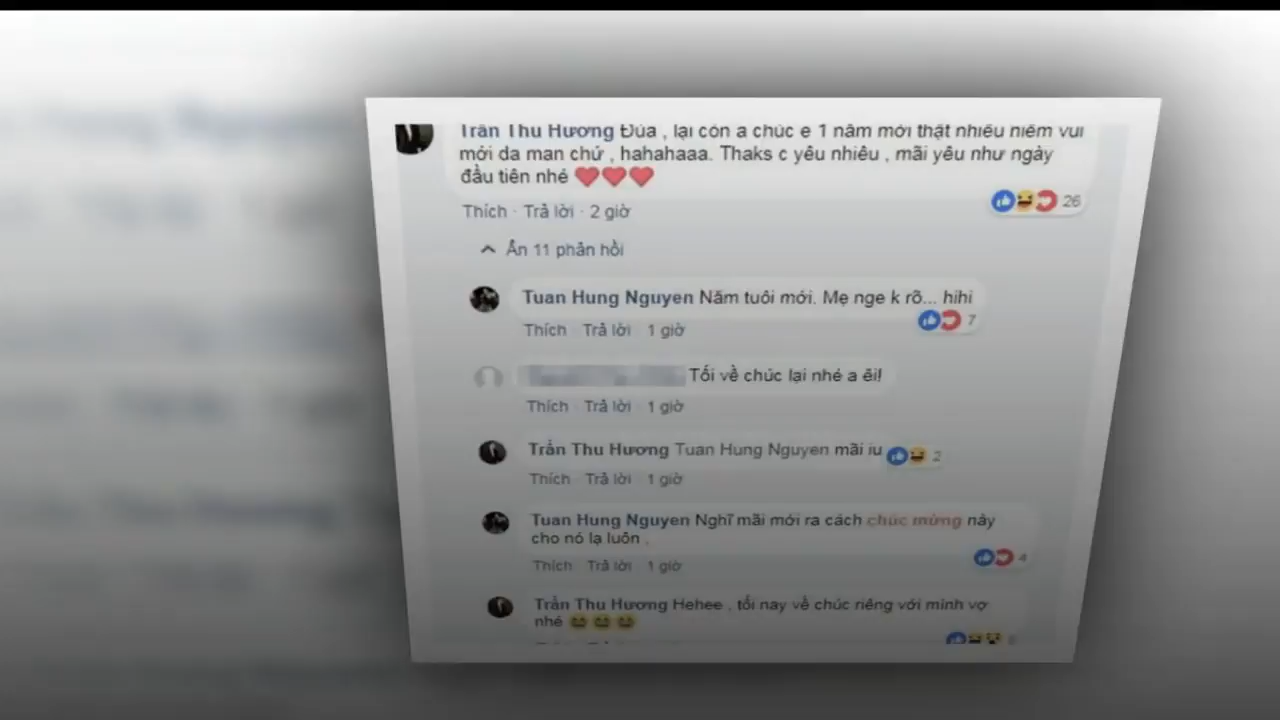 Trần Thu Hương Đùa , lại còn a chúc e 1 năm mới thật nhiều niềm vui
mới da man chứ , hahahaaa. Thaks c yêu nhiều , mãi yêu như ngày
đầu tiên nhé
Thích · Trả lời · 2 giờ
26
Ẩn 11 phản hồi
Tuan Hung Nguyen Năm tuổi mới. Mẹ nge k rõ... hihi
7
Thích Trả lời 1 giờ
Tối về chúc lại nhé a êi!
Thích Trả lời 1 giờ
Trần Thu Hương Tuan Hung Nguyen mãi iu
2
Thích Trả lời 1 giờ
Tuan Hung Nguyen Nghĩ mãi mới ra cách chúc mừng này
cho nó lạ luôn .
4
Thích Trả lời 1 giờ
Trần Thu Hương Hehee , tối nay về chúc riêng với mình vợ
nhé